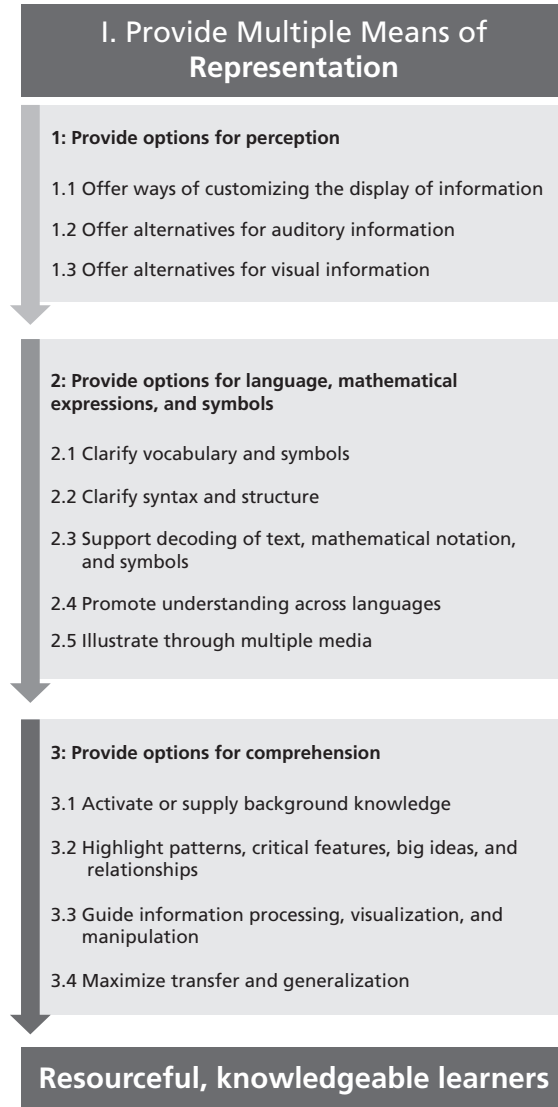 I. Provide Multiple Means of
Representation
1: Provide options for perception
1.1 Offer ways of customizing the display of information
1.2 Offer alternatives for auditory information
1.3 Offer alternatives for visual information
2: Provide options for language, mathematical
expressions, and symbols
2.1 Clarify vocabulary and symbols
2.2 Clarify syntax and structure
2.3 Support decoding of text, mathematical notation,
and symbols
2.4 Promote understanding across languages
2.5 Illustrate through multiple media
3: Provide options for comprehension
3.1 Activate or supply background knowledge
3.2 Highlight patterns, critical features, big ideas, and
relationships
3.3 Guide information processing, visualization, and
manipulation
3.4 Maximize transfer and generalization
Resourceful, knowledgeable learners